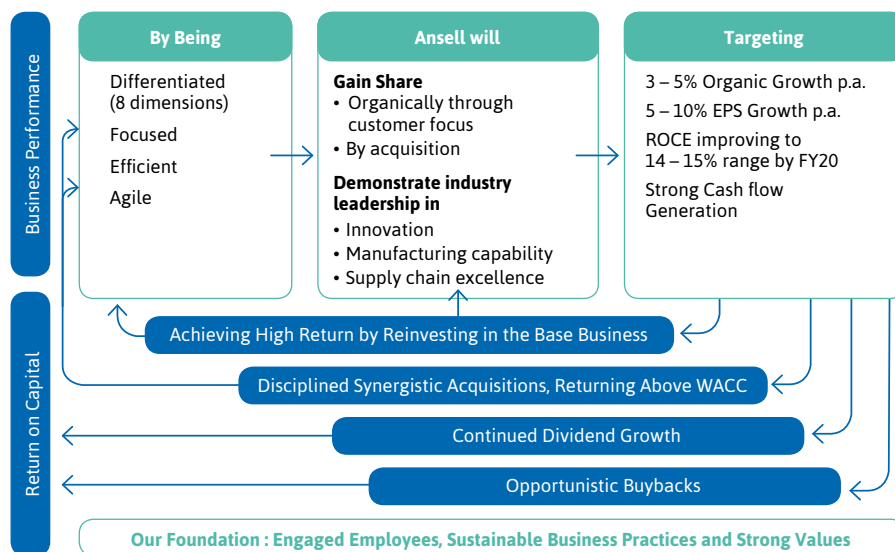 Business Performance
By Being
Differentiated
(8 dimensions)
Focused
Efficient
Agile
Ansell will
Gain Share
• Organically through
customer focus
• By acquisition
Demonstrate industry
leadership in
• Innovation
• Manufacturing capability
• Supply chain excellence
Targeting
3 – 5% Organic Growth p.a.
5 – 10% EPS Growth p.a.
ROCE improving to
14 – 15% range by FY20
Strong Cash flow
Generation
Return on Capital
Achieving High Return by Reinvesting in the Base Business
Disciplined Synergistic Acquisitions, Returning Above WACC
Continued Dividend Growth
Opportunistic Buybacks
Our Foundation : Engaged Employees, Sustainable Business Practices and Strong Values